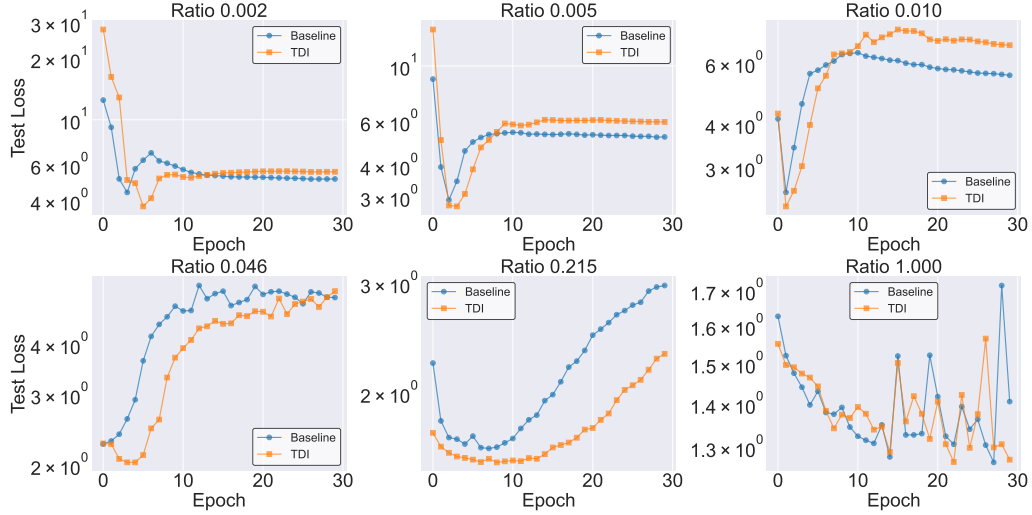 Ratio 0.002
3 × 10^1
2 × 10^1
10^1
6 × 10^0
4 × 10^0
Test Loss
0 10 20 30
Epoch
Baseline
TDI
Ratio 0.005
10^1
6 × 10^0
4 × 10^0
3 × 10^0
0 10 20 30
Epoch
Baseline
TDI
Ratio 0.010
6 × 10^0
4 × 10^0
3 × 10^0
0 10 20 30
Epoch
Baseline
TDI
Ratio 0.046
4 × 10^0
3 × 10^0
2 × 10^0
Test Loss
0 10 20 30
Epoch
Baseline
TDI
Ratio 0.215
3 × 10^0
2 × 10^0
0 10 20 30
Epoch
Baseline
TDI
Ratio 1.000
1.7 × 10^0
1.6 × 10^0
1.5 × 10^0
1.4 × 10^0
1.3 × 10^0
0 10 20 30
Epoch
Baseline
TDI